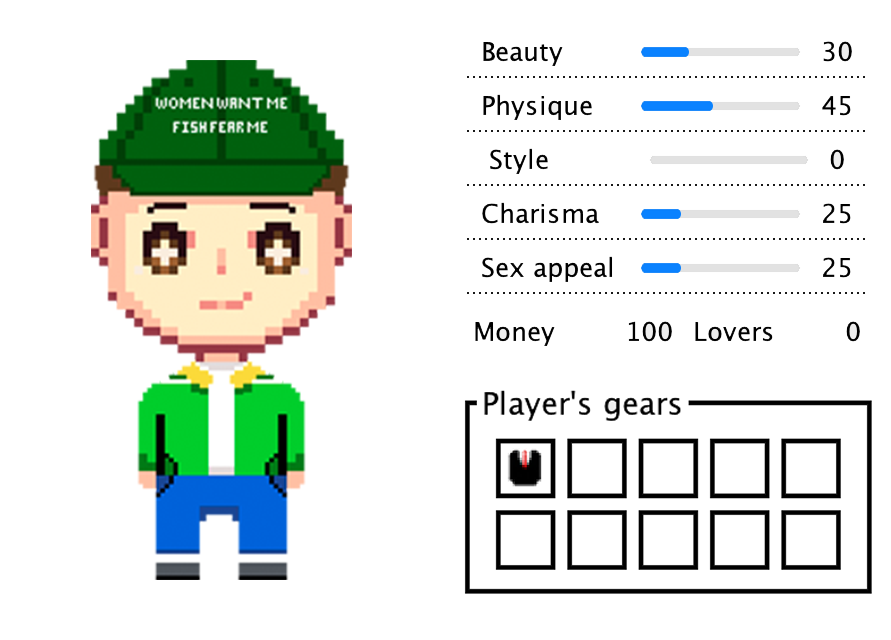 WOMEN WANT ME
FISH FEAR ME
Beauty 30
Physique 45
Style 0
Charisma 25
Sex appeal 25
Money 100 Lovers 0
Player's gears